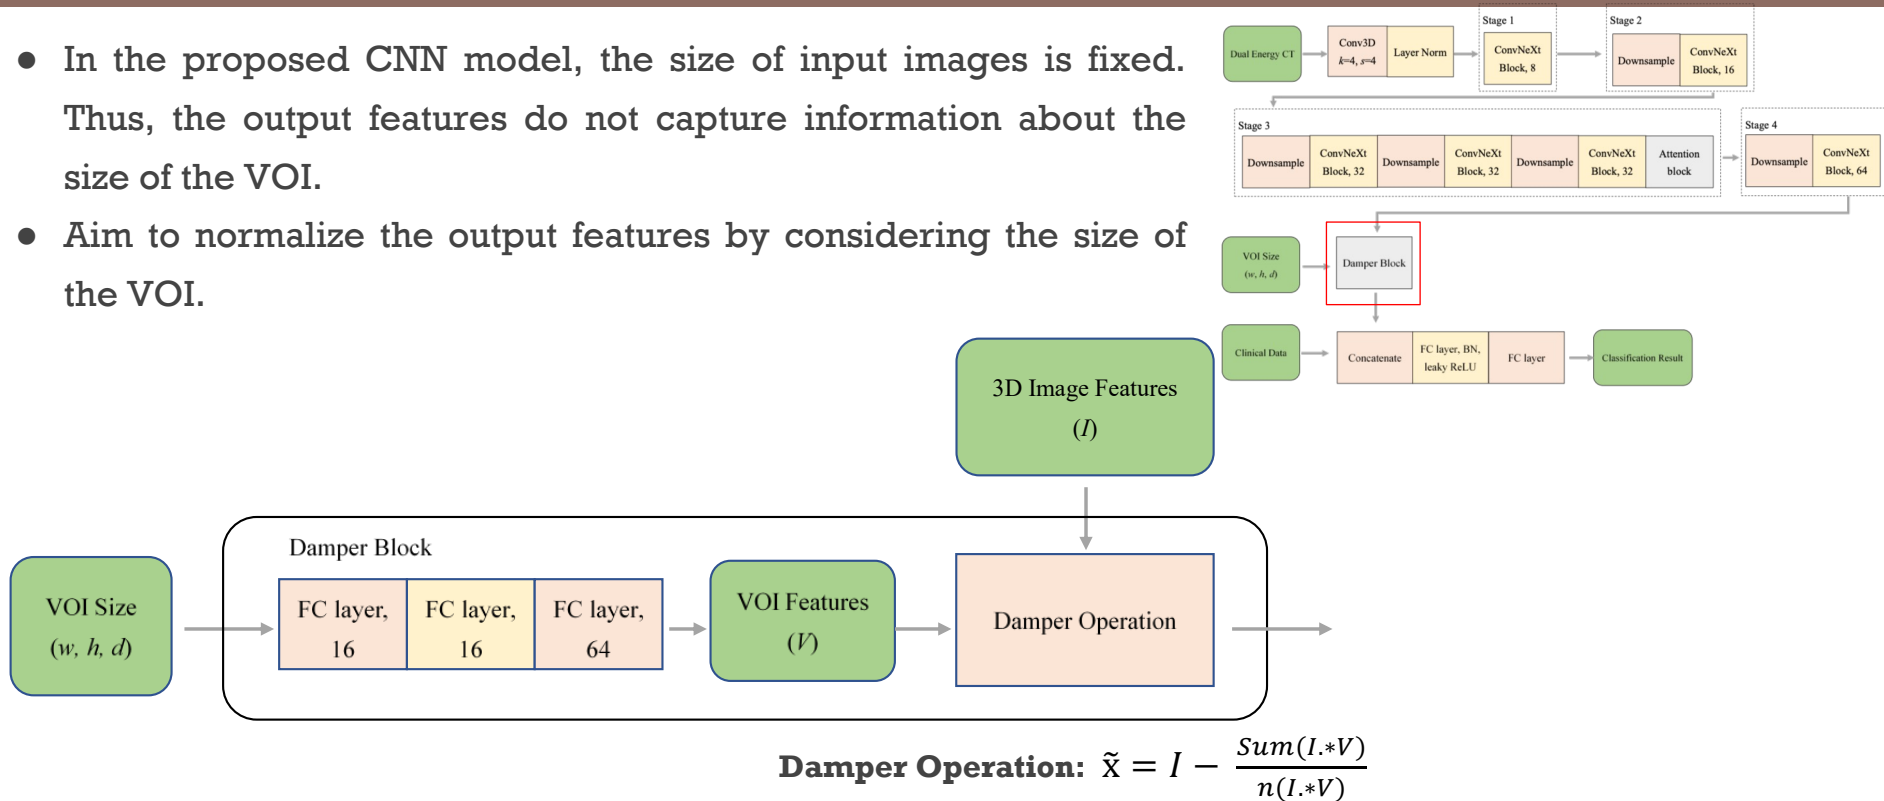 ● In the proposed CNN model, the size of input images is fixed.
Thus, the output features do not capture information about the
size of the VOI.
● Aim to normalize the output features by considering the size of
the VOI.
Dual Energy CT
Conv3D
k=4, s=4
Layer Norm
Stage 1
ConvNeXt
Block, 8
Stage 2
Downsample
ConvNeXt
Block, 16
Stage 3
Downsample
ConvNeXt
Block, 32
Downsample
ConvNeXt
Block, 32
Downsample
ConvNeXt
Block, 32
Attention
block
Stage 4
Downsample
ConvNeXt
Block, 64
VOI Size
(w, h, d)
Damper Block
Clinical Data
Concatenate
FC layer, BN,
leaky ReLU
FC layer
Classification Result
3D Image Features
(I)
Damper Block
VOI Size
(w, h, d)
FC layer,
16
FC layer,
16
FC layer,
64
VOI Features
(V)
Damper Operation
Damper Operation: x̃ = I − Sum(I.*V)
n(I.*V)